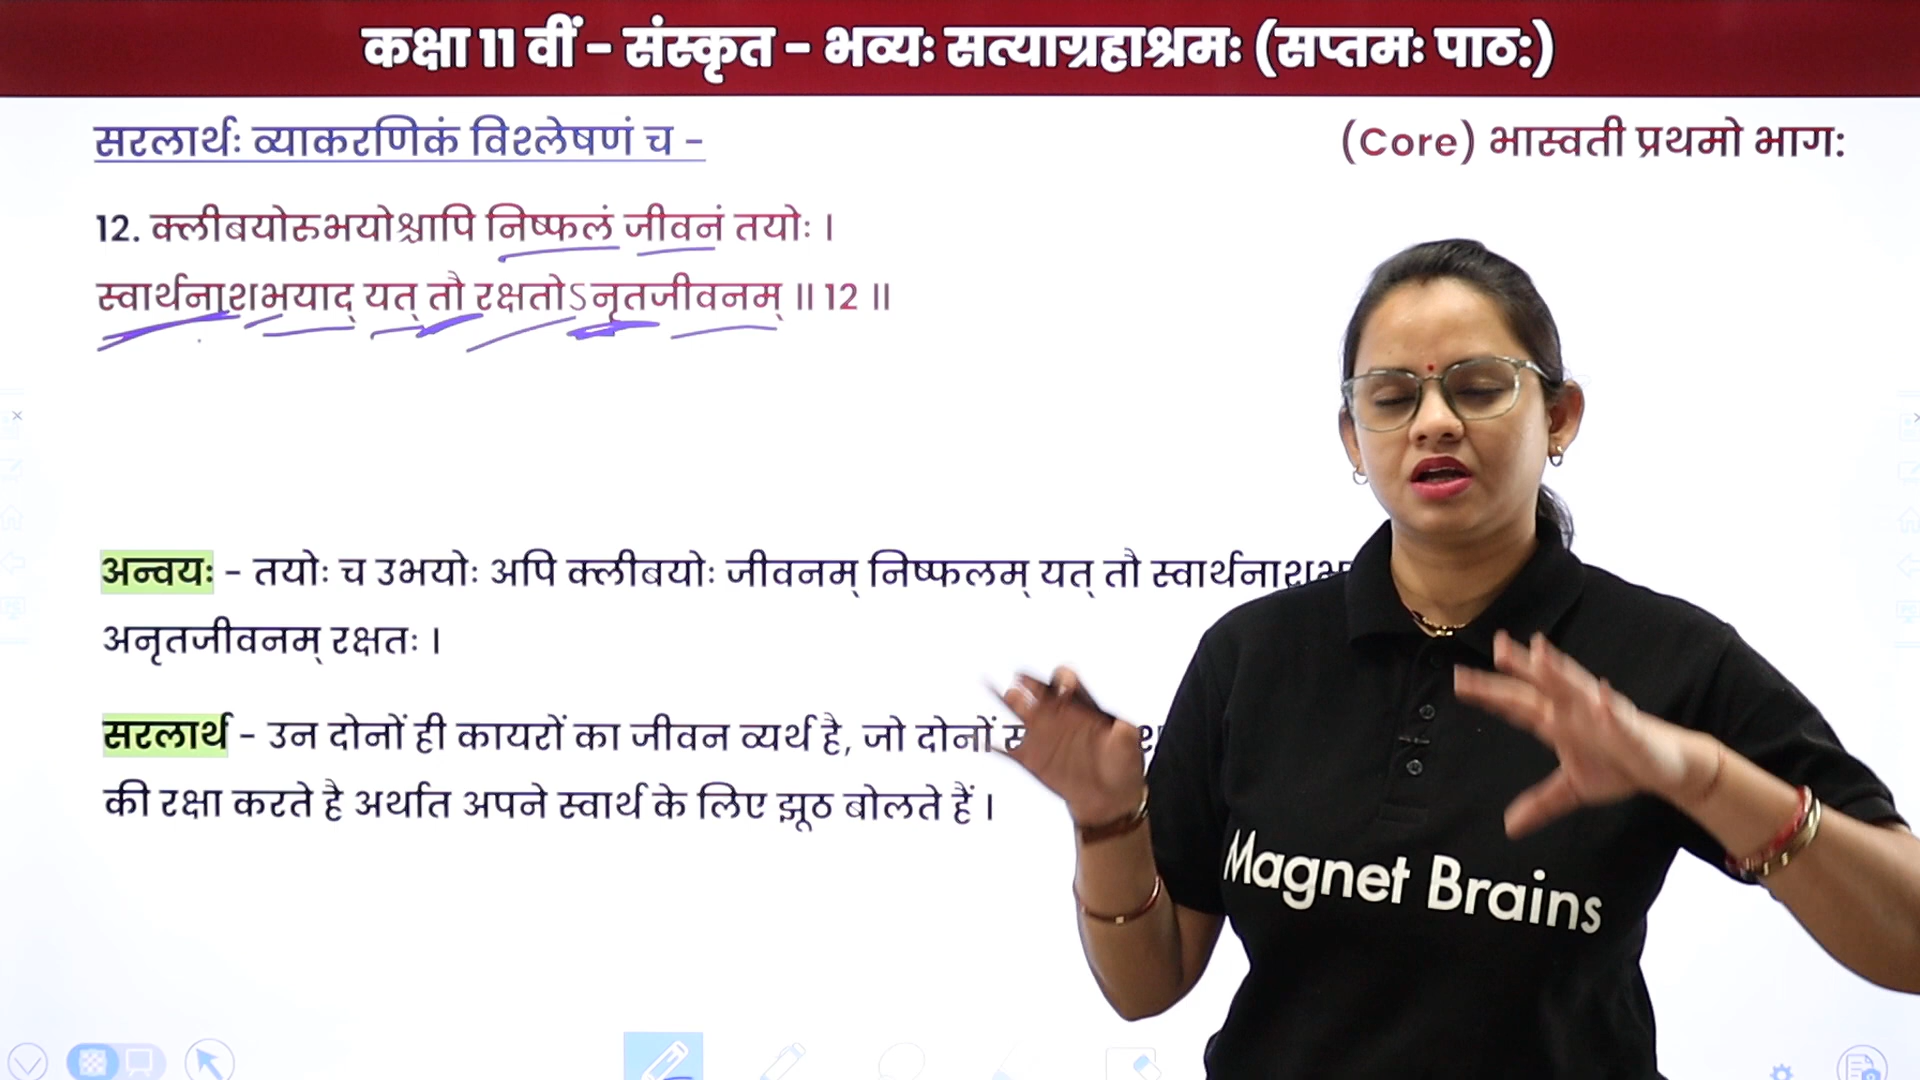 कक्षा 11 वीं - संस्कृत - भव्यः सत्याग्रहाश्रमः (सप्तमः पाठः)
सरलार्थः व्याकरणिकं विश्लेषणं च -
(Core) भास्वती प्रथमो भागः
12. क्लीबयोरुभयोश्चापि निष्फलं जीवनं तयोः ।
स्वार्थनाशभयाद् यत् तौ रक्षतोऽनृतजीवनम् ॥ 12 ॥
अन्वयः - तयोः च उभयोः अपि क्लीबयोः जीवनम् निष्फलम् यत् तौ
अनृतजीवनम् रक्षतः ।
सरलार्थ - उन दोनों ही कायरों का जीवन व्यर्थ है, जो दोनों
की रक्षा करते है अर्थात अपने स्वार्थ के लिए झूठ बोलते हैं ।
Magnet Brains